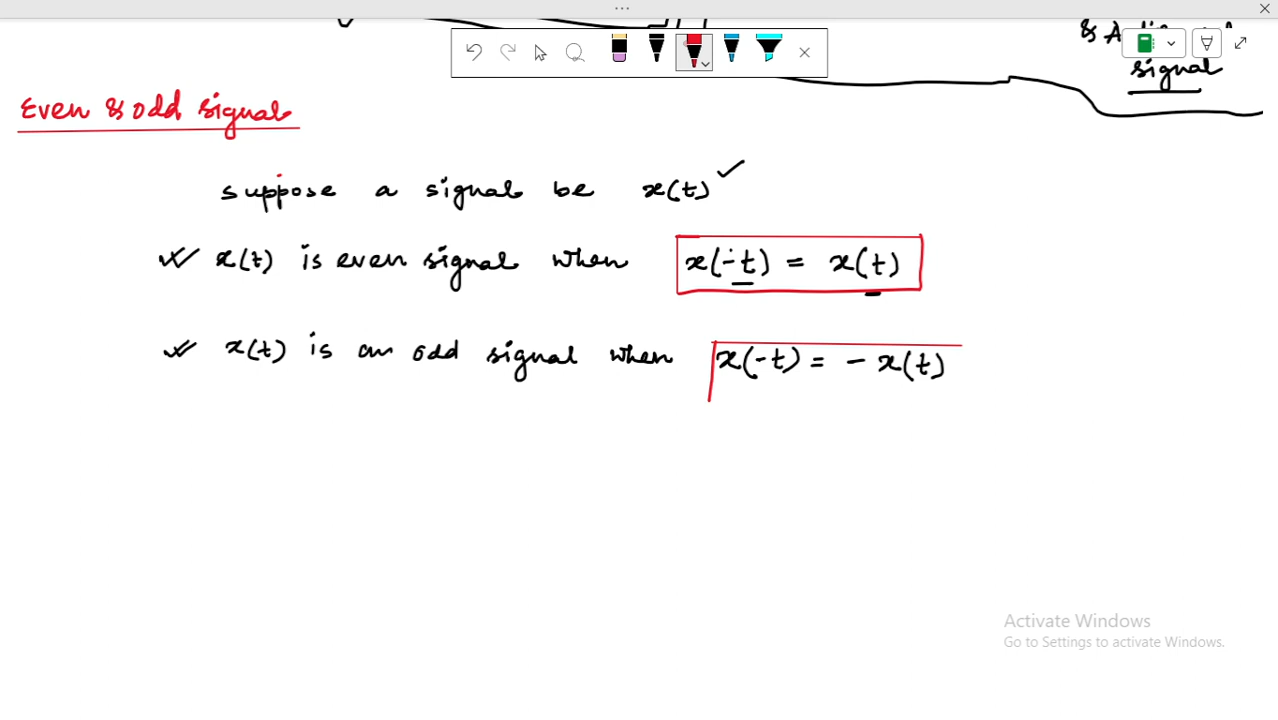 & A
signal
Even & odd signal
suppose a signal be x(t)
x(t) is even signal when x(-t) = x(t)
x(t) is an odd signal when x(-t) = - x(t)
Activate Windows
Go to Settings to activate Windows.